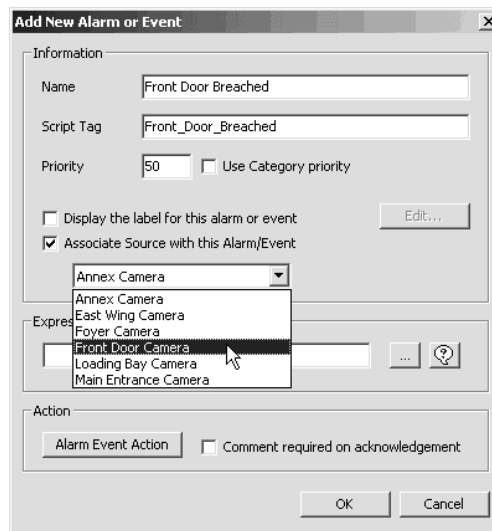 Add New Alarm or Event
Information
Name
Front Door Breached
Script Tag
Front_Door_Breached
Priority
50
Use Category priority
Display the label for this alarm or event
Edit...
Associate Source with this Alarm/Event
Annex Camera
Annex Camera
East Wing Camera
Foyer Camera
Front Door Camera
Loading Bay Camera
Main Entrance Camera
...
Action
Alarm Event Action
Comment required on acknowledgement
OK
Cancel